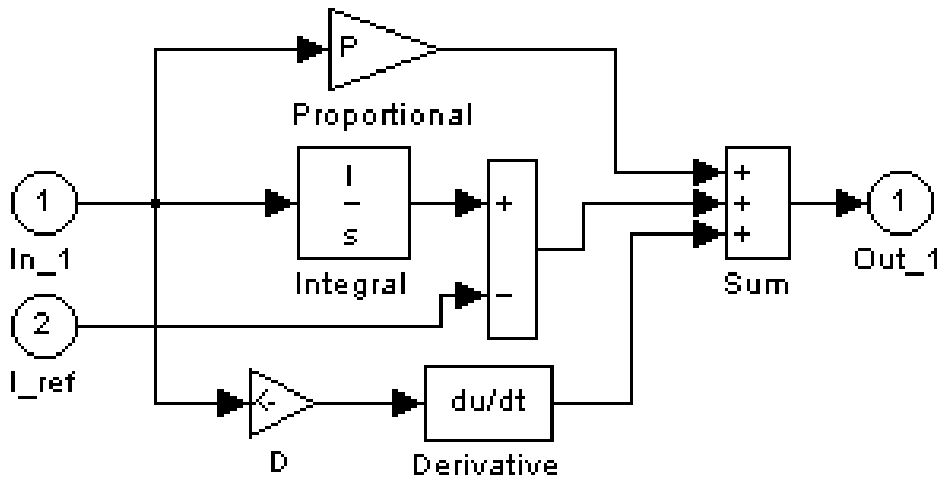 P
Proportional
1
In_1
I
s
Integral
+
−
2
I_ref
D
du/dt
Derivative
+
+
+
Sum
1
Out_1